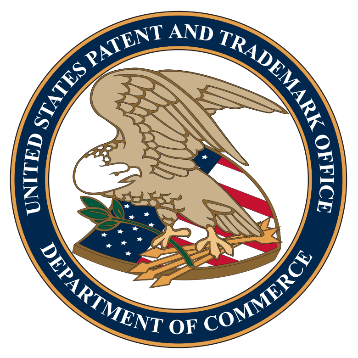 UNITED STATES PATENT AND TRADEMARK OFFICE
DEPARTMENT OF COMMERCE